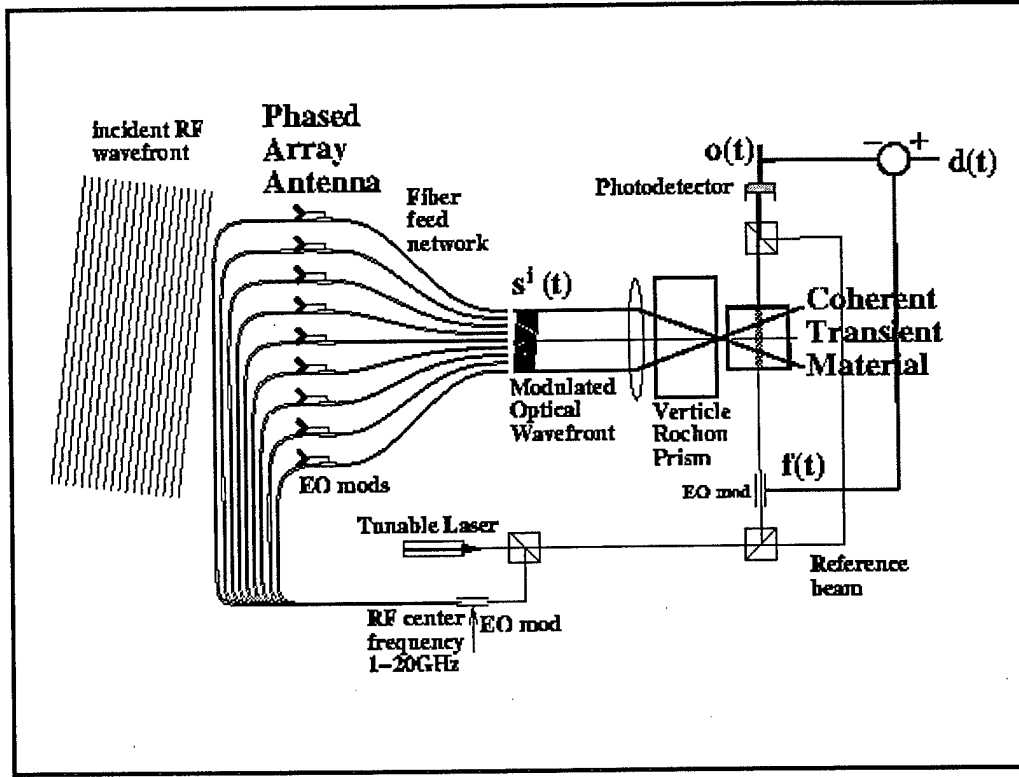 incident RF
wavefront
Phased
Array
Antenna
Fiber
feed
network
EO mods
s^i (t)
Modulated
Optical
Wavefront
Verticle
Rochon
Prism
o(t)
Photodetector
− +
d(t)
Coherent
Transient
Material
f(t)
EO mod
Tunable Laser
Reference
beam
RF center
frequency
1−20GHz
EO mod